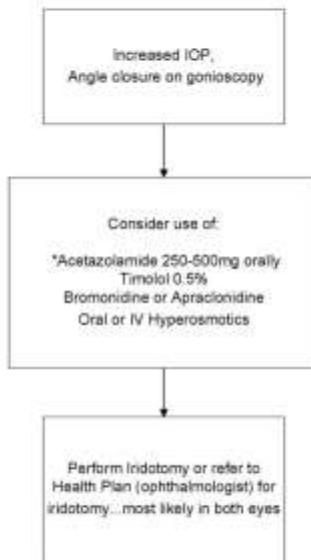 Increased IOP,
Angle closure on gonioscopy
Consider use of:
*Acetazolamide 250-500mg orally
Timolol 0.5%
Bromonidine or Apraclonidine
Oral or IV Hyperosmotics
Perform Iridotomy or refer to
Health Plan (ophthalmologist) for
iridotomy...most likely in both eyes